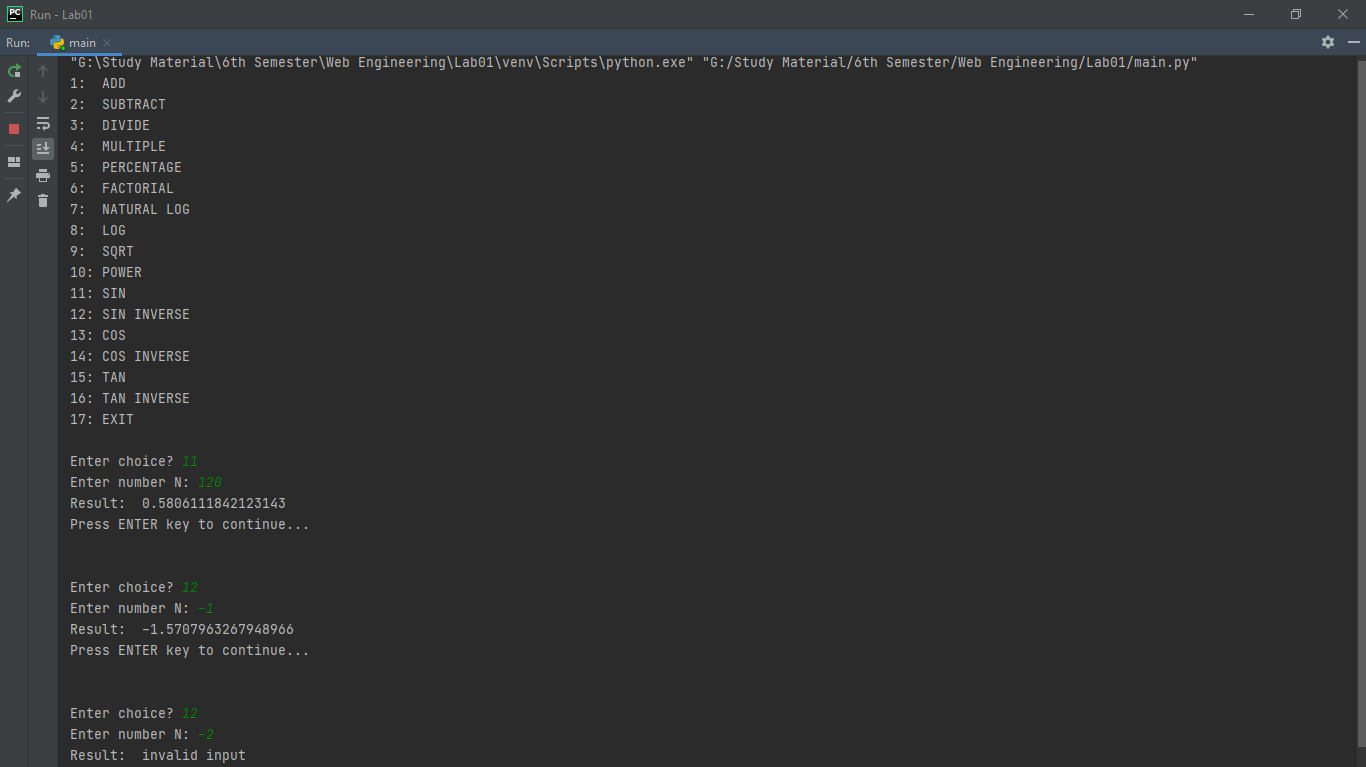 PC Run - Lab01
Run: main
"G:\Study Material\6th Semester\Web Engineering\Lab01\venv\Scripts\python.exe" "G:/Study Material/6th Semester/Web Engineering/Lab01/main.py"
1:  ADD
2:  SUBTRACT
3:  DIVIDE
4:  MULTIPLE
5:  PERCENTAGE
6:  FACTORIAL
7:  NATURAL LOG
8:  LOG
9:  SQRT
10: POWER
11: SIN
12: SIN INVERSE
13: COS
14: COS INVERSE
15: TAN
16: TAN INVERSE
17: EXIT
Enter choice? 11
Enter number N: 120
Result:  0.5806111842123143
Press ENTER key to continue...
Enter choice? 12
Enter number N: -1
Result:  -1.5707963267948966
Press ENTER key to continue...
Enter choice? 12
Enter number N: -2
Result:  invalid input